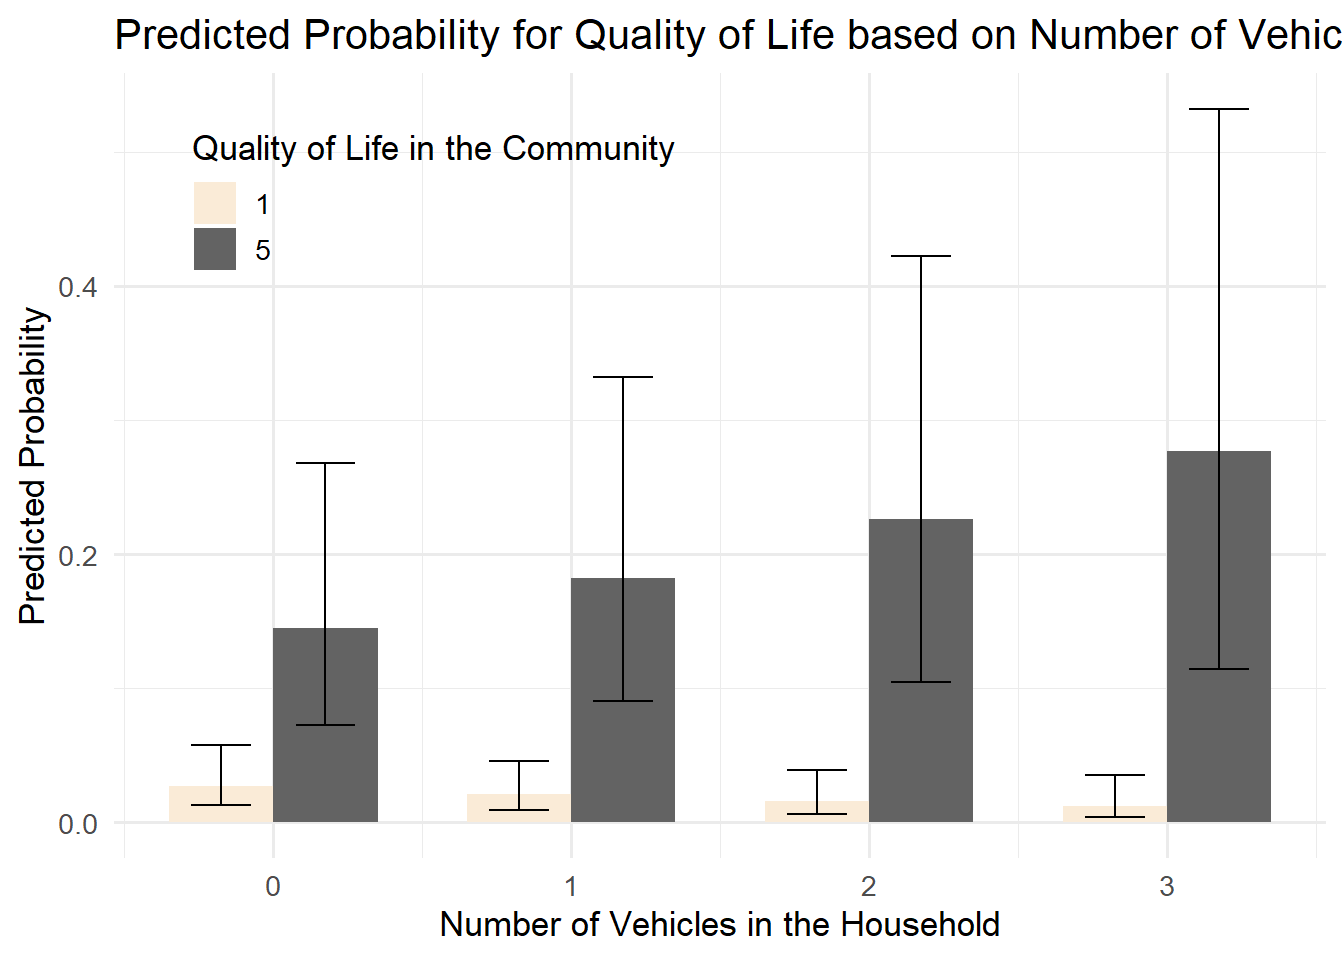 Predicted Probability for Quality of Life based on Number of Vehic
Quality of Life in the Community
1
5
0.4
0.2
0.0
Predicted Probability
0 1 2 3
Number of Vehicles in the Household